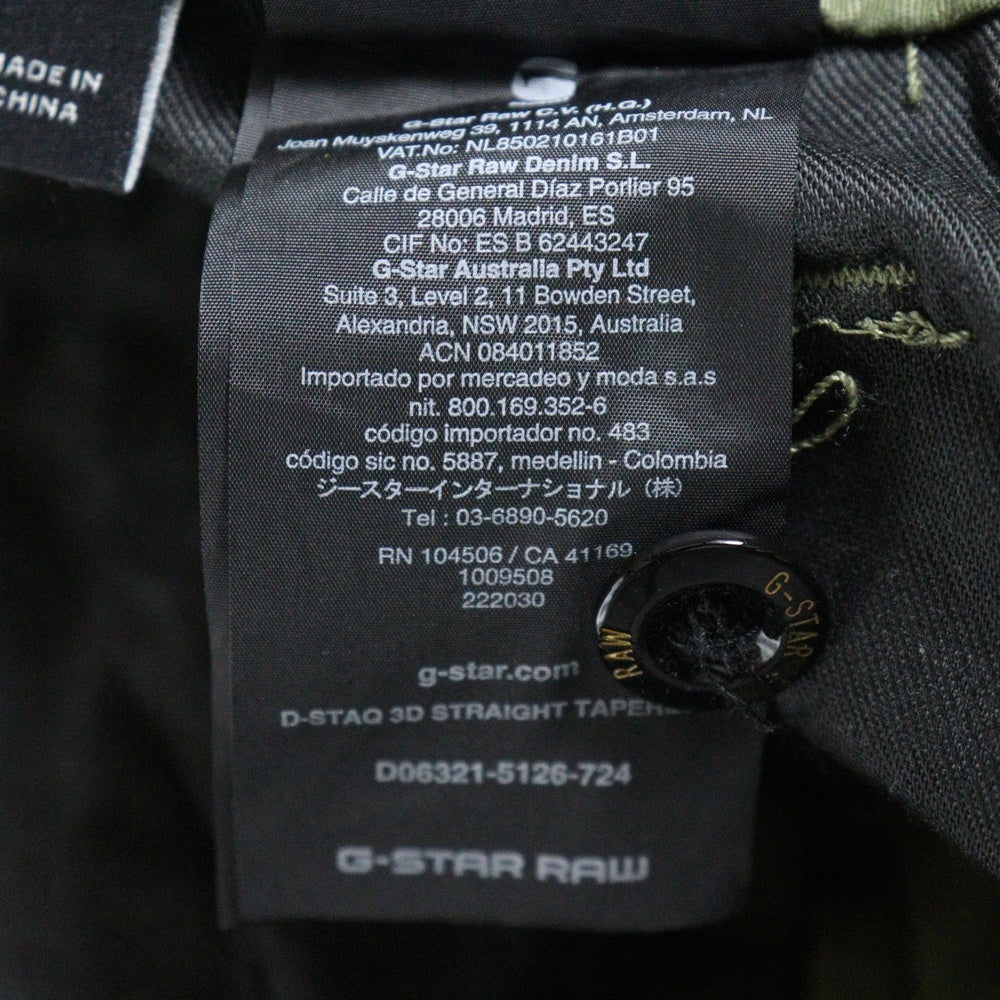 MADE IN
CHINA
G-Star Raw C.V. (H.Q.)
Joan Muyskenweg 39, 1114 AN, Amsterdam, NL
VAT.No: NL850210161B01
G-Star Raw Denim S.L.
Calle de General Díaz Porlier 95
28006 Madrid, ES
CIF No: ES B 62443247
G-Star Australia Pty Ltd
Suite 3, Level 2, 11 Bowden Street,
Alexandria, NSW 2015, Australia
ACN 084011852
Importado por mercadeo y moda s.a.s
nit. 800.169.352-6
código importador no. 483
código sic no. 5887, medellin - Colombia
ジースターインターナショナル（株）
Tel : 03-6890-5620
RN 104506 / CA 41169
1009508
222030
g-star.com
D-STAQ 3D STRAIGHT
D06321-5126-724
G-STAR RAW
G-STAR
RAW